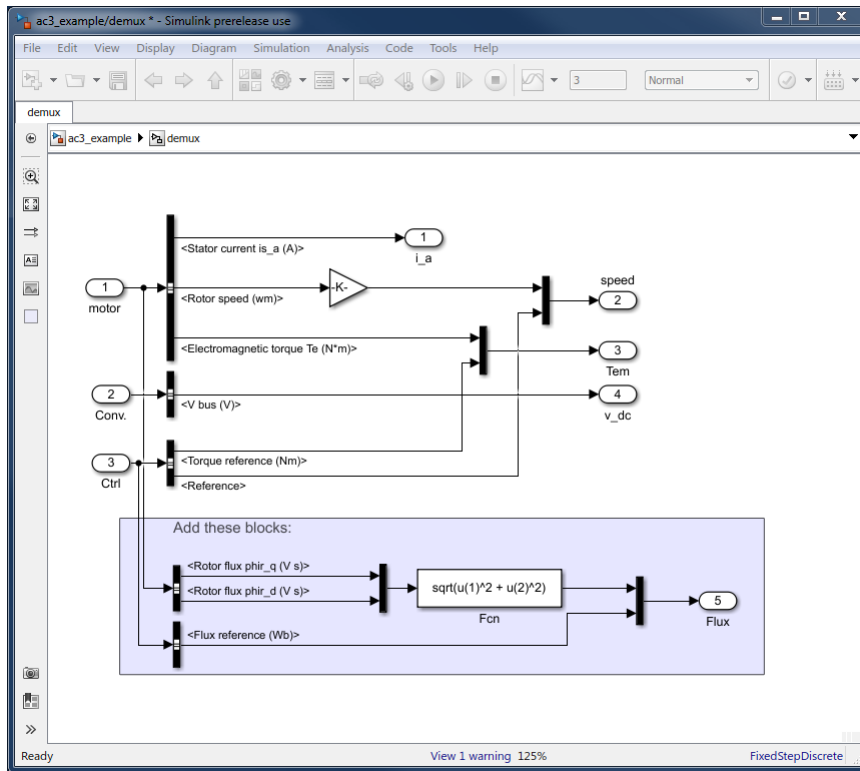 ac3_example/demux * - Simulink prerelease use
File Edit View Display Diagram Simulation Analysis Code Tools Help
3 Normal
demux
ac3_example demux
1
<Stator current is_a (A)>
i_a
speed
1
-K-
2
motor
<Rotor speed (wm)>
<Electromagnetic torque Te (N*m)>
3
Tem
2
4
Conv.
<V bus (V)>
v_dc
3
<Torque reference (Nm)>
Ctrl
<Reference>
Add these blocks:
<Rotor flux phir_q (V s)>
<Rotor flux phir_d (V s)>
sqrt(u(1)^2 + u(2)^2)
Fcn
5
Flux
<Flux reference (Wb)>
Ready View 1 warning 125% FixedStepDiscrete